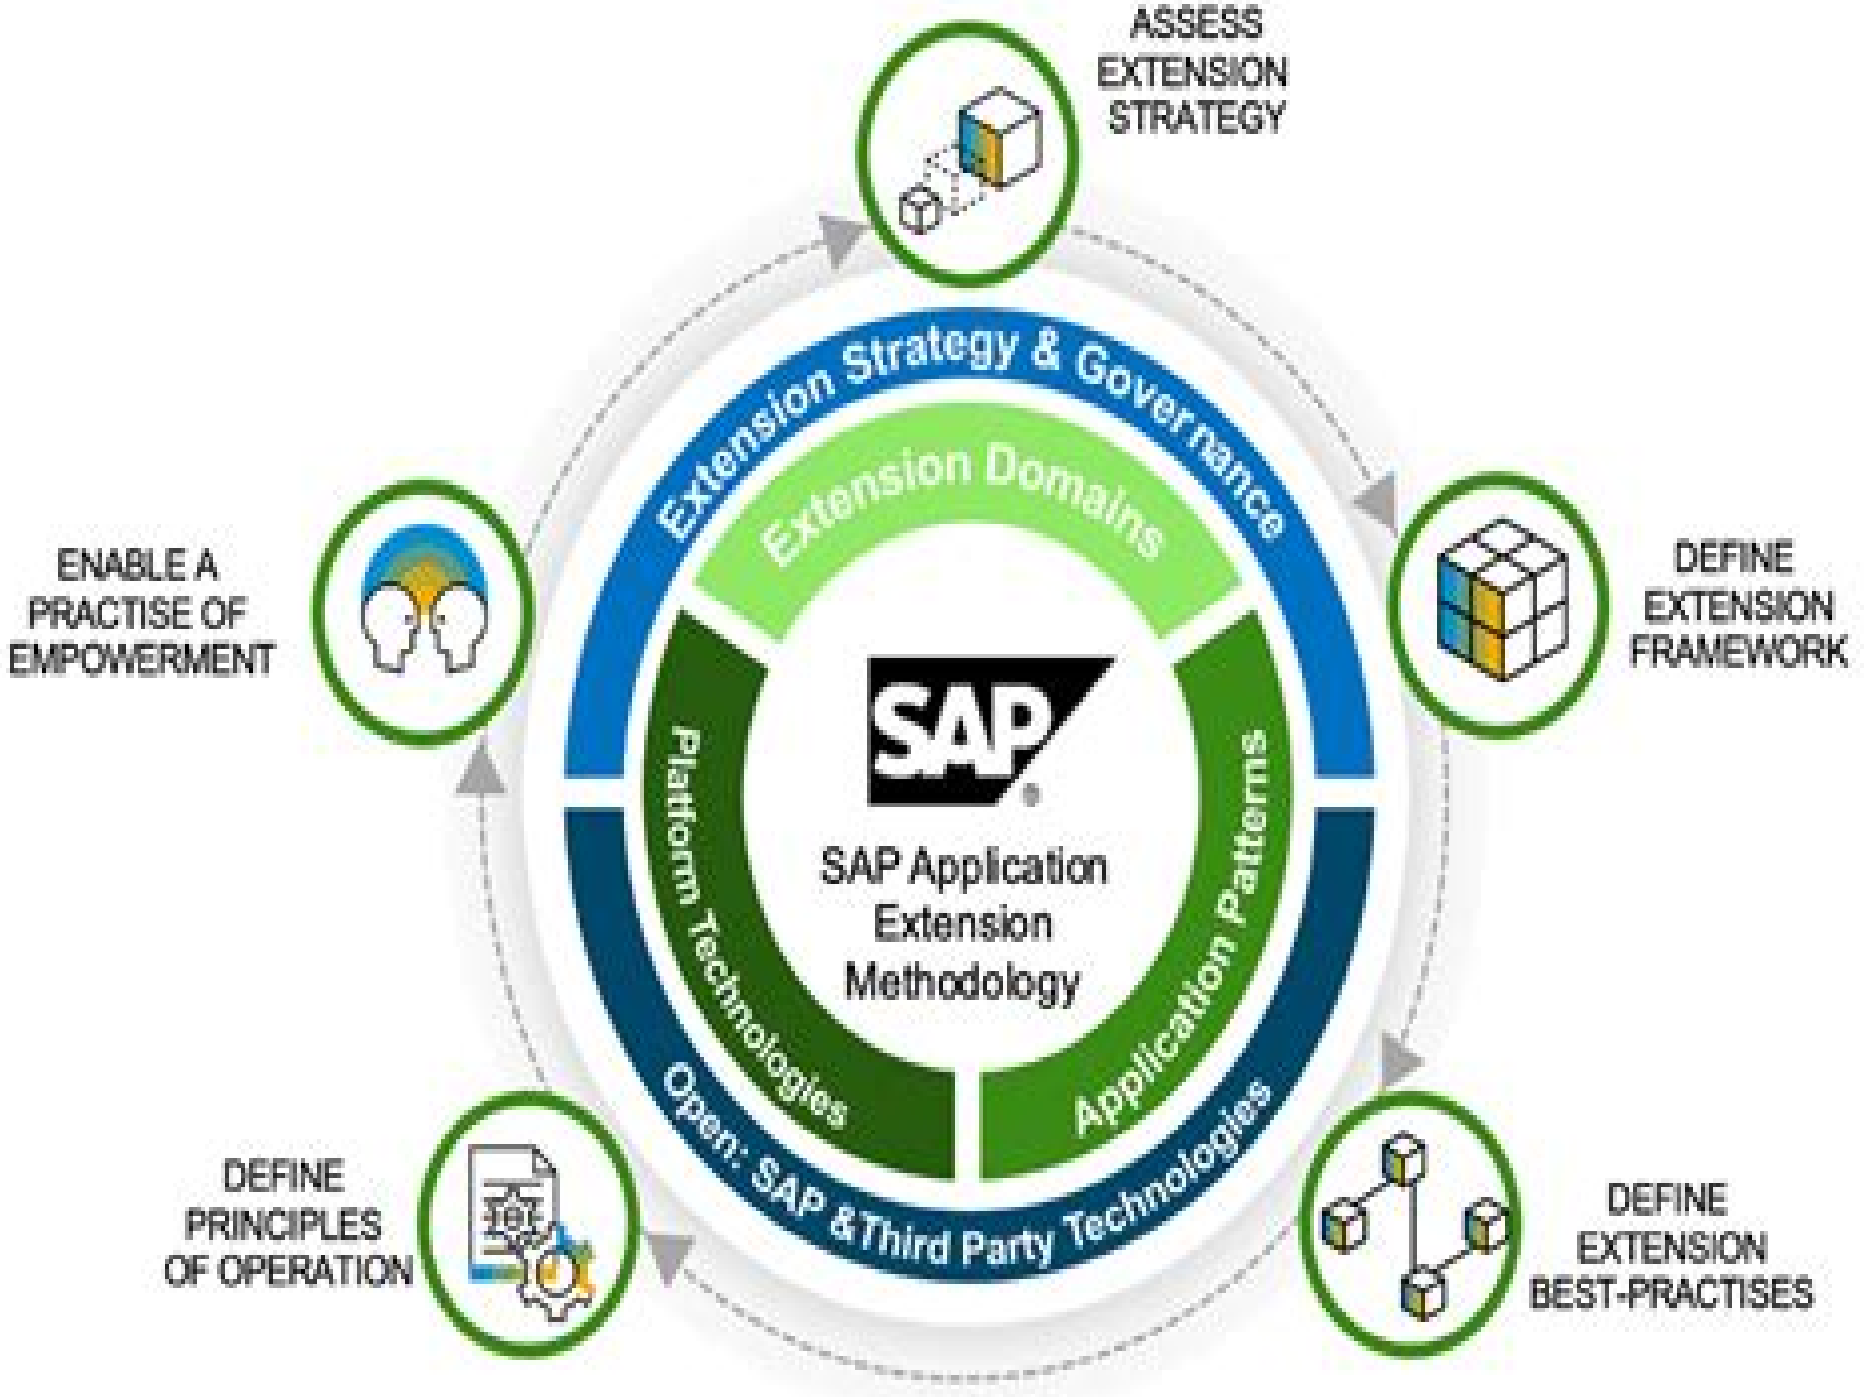 ASSESS
EXTENSION
STRATEGY
DEFINE
EXTENSION
FRAMEWORK
DEFINE
EXTENSION
BEST-PRACTISES
DEFINE
PRINCIPLES
OF OPERATION
ENABLE A
PRACTISE OF
EMPOWERMENT
Extension Strategy & Governance
Extension Domains
Platform Technologies
Application Patterns
Open: SAP &Third Party Technologies
SAP
®
SAP Application
Extension
Methodology